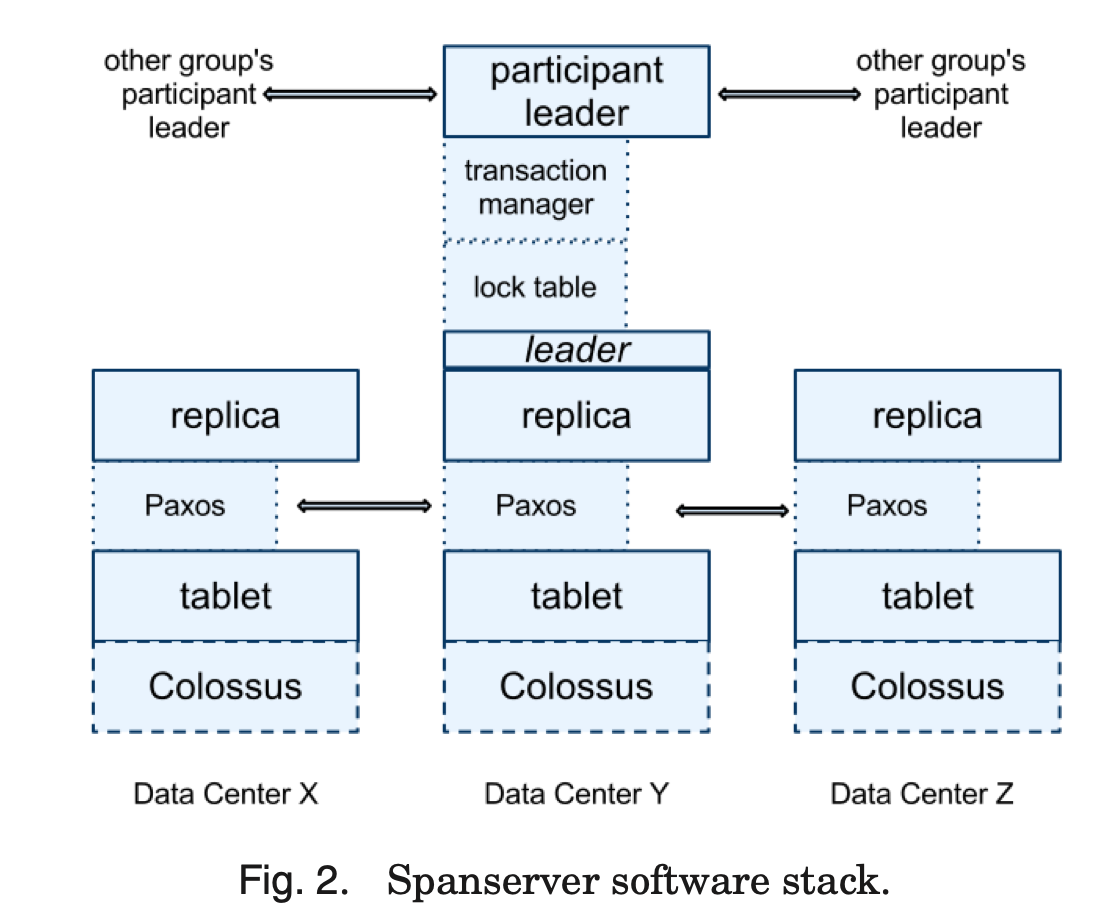 other group's
participant
leader
participant
leader
other group's
participant
leader
transaction
manager
lock table
leader
replica
replica
replica
Paxos
Paxos
Paxos
tablet
tablet
tablet
Colossus
Colossus
Colossus
Data Center X
Data Center Y
Data Center Z
Fig. 2. Spanserver software stack.